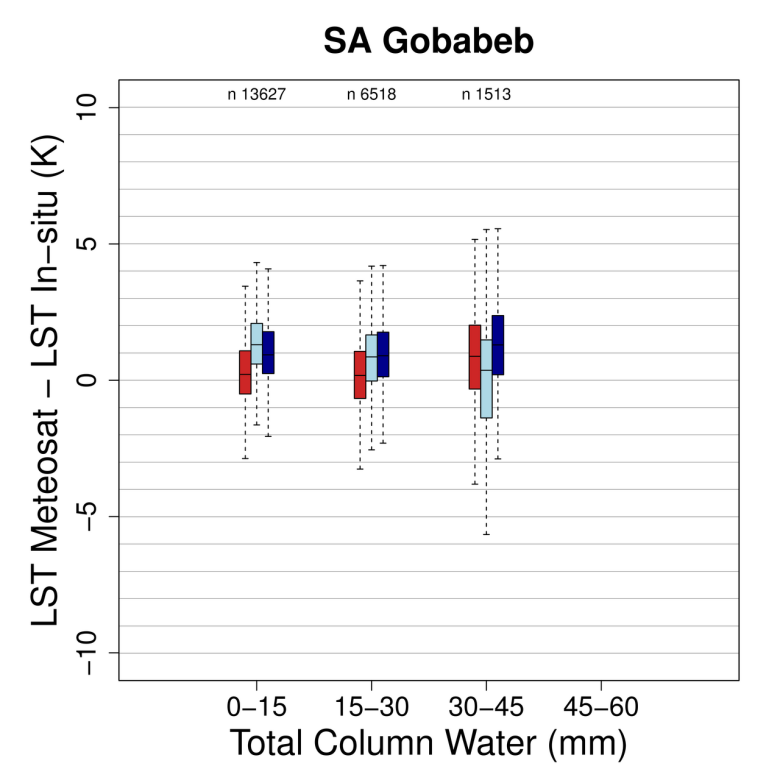 SA Gobabeb
n 13627 n 6518 n 1513
LST Meteosat − LST In−situ (K)
10
5
0
−5
−10
0−15 15−30 30−45 45−60
Total Column Water (mm)